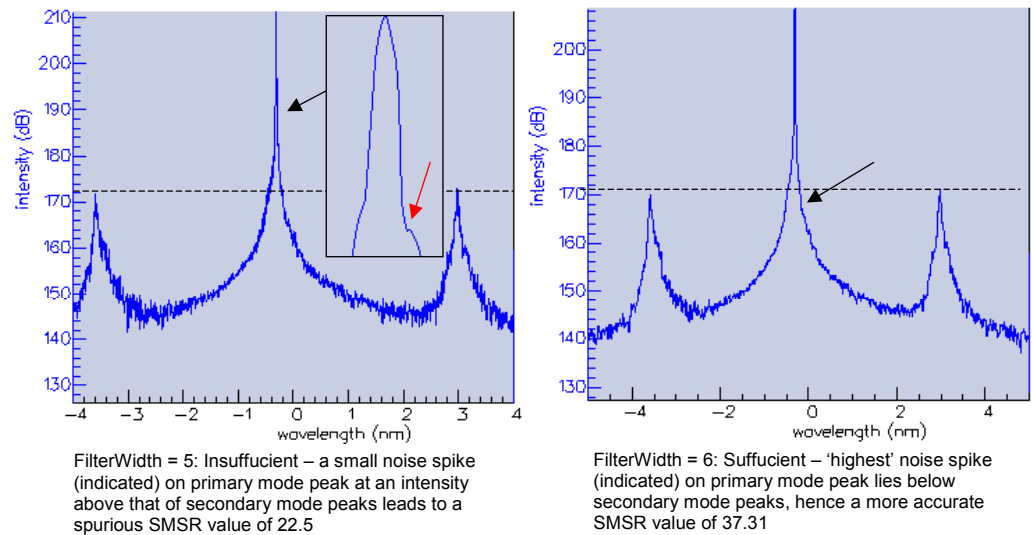 210
200
190
180
170
160
150
140
130
intensity (dB)
-4
-3
-2
-1
0
1
2
3
4
wavelength (nm)
FilterWidth = 5: Insuffucient – a small noise spike
(indicated) on primary mode peak at an intensity
above that of secondary mode peaks leads to a
spurious SMSR value of 22.5
200
190
180
170
160
150
140
130
intensity (dB)
-4
-2
0
2
4
wavelength (nm)
FilterWidth = 6: Suffucient – ‘highest’ noise spike
(indicated) on primary mode peak lies below
secondary mode peaks, hence a more accurate
SMSR value of 37.31